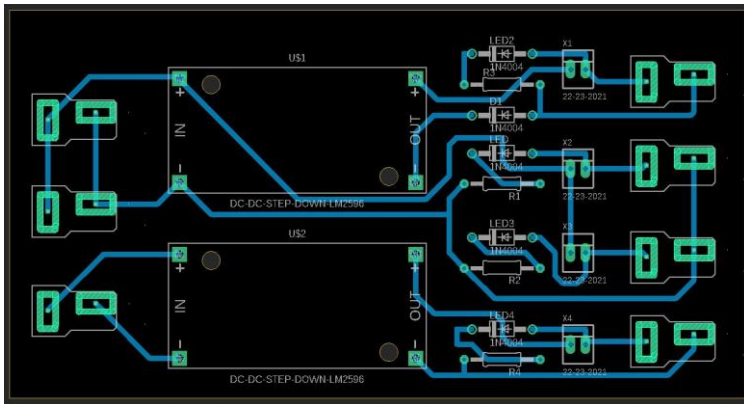 U$1
+
+
IN
OUT
-
-
DC-DC-STEP-DOWN-LM2596
U$2
+
+
IN
OUT
-
-
DC-DC-STEP-DOWN-LM2596
LED2
1N4004
R3
X1
22-23-2021
D1
1N4004
LED
1N4004
R1
X2
22-23-2021
LED3
1N4004
R2
X3
22-23-2021
LED4
1N4004
R4
X4
22-23-2021